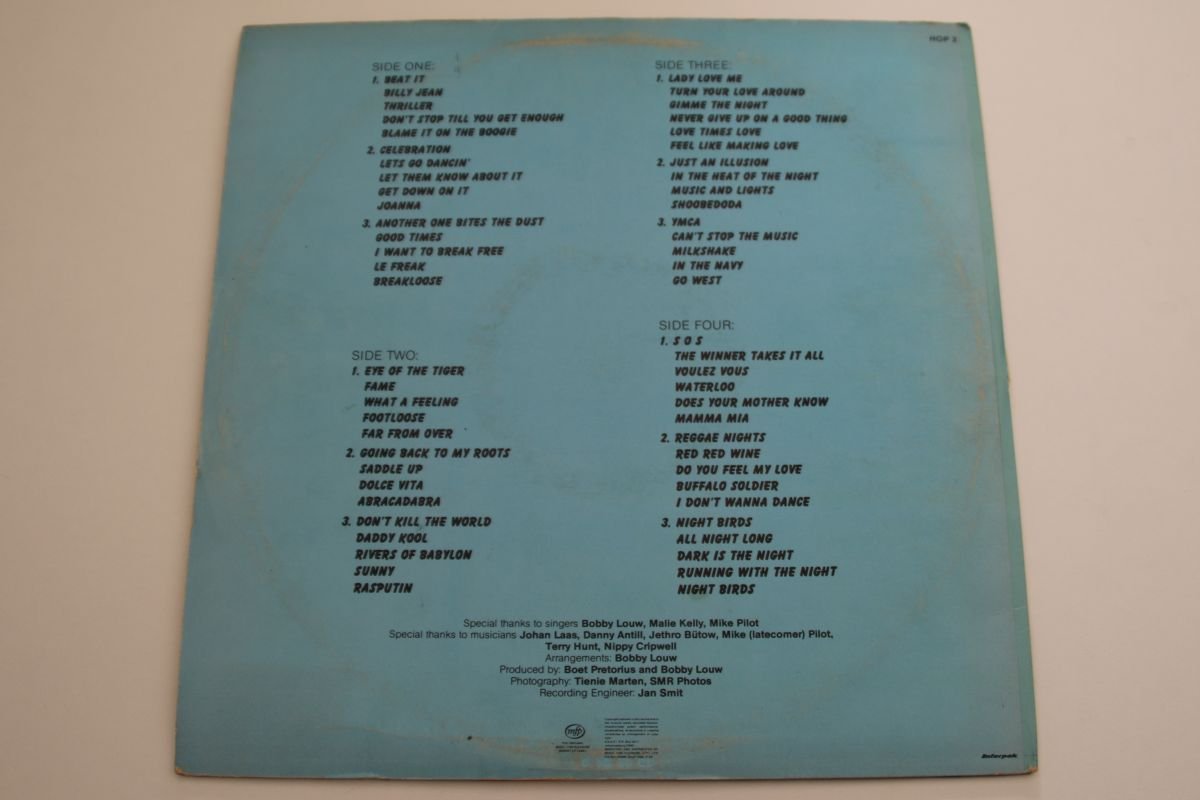 HGP 2
SIDE ONE:
1. BEAT IT
BILLY JEAN
THRILLER
DON'T STOP TILL YOU GET ENOUGH
BLAME IT ON THE BOOGIE
2. CELEBRATION
LETS GO DANCIN'
LET THEM KNOW ABOUT IT
GET DOWN ON IT
JOANNA
3. ANOTHER ONE BITES THE DUST
GOOD TIMES
I WANT TO BREAK FREE
LE FREAK
BREAKLOOSE
SIDE TWO:
1. EYE OF THE TIGER
FAME
WHAT A FEELING
FOOTLOOSE
FAR FROM OVER
2. GOING BACK TO MY ROOTS
SADDLE UP
DOLCE VITA
ABRACADABRA
3. DON'T KILL THE WORLD
DADDY KOOL
RIVERS OF BABYLON
SUNNY
RASPUTIN
SIDE THREE:
1. LADY LOVE ME
TURN YOUR LOVE AROUND
GIMME THE NIGHT
NEVER GIVE UP ON A GOOD THING
LOVE TIMES LOVE
FEEL LIKE MAKING LOVE
2. JUST AN ILLUSION
IN THE HEAT OF THE NIGHT
MUSIC AND LIGHTS
SHOOBEDODA
3. YMCA
CAN'T STOP THE MUSIC
MILKSHAKE
IN THE NAVY
GO WEST
SIDE FOUR:
1. S O S
THE WINNER TAKES IT ALL
VOULEZ VOUS
WATERLOO
DOES YOUR MOTHER KNOW
MAMMA MIA
2. REGGAE NIGHTS
RED RED WINE
DO YOU FEEL MY LOVE
BUFFALO SOLDIER
I DON'T WANNA DANCE
3. NIGHT BIRDS
ALL NIGHT LONG
DARK IS THE NIGHT
RUNNING WITH THE NIGHT
NIGHT BIRDS
Special thanks to singers Bobby Louw, Malie Kelly, Mike Pilot
Special thanks to musicians Johan Laas, Danny Antill, Jethro Bütow, Mike (latecomer) Pilot,
Terry Hunt, Nippy Cripwell
Arrangements: Bobby Louw
Produced by: Boet Pretorius and Bobby Louw
Photography: Tienie Marten, SMR Photos
Recording Engineer: Jan Smit
mfp
Interpak